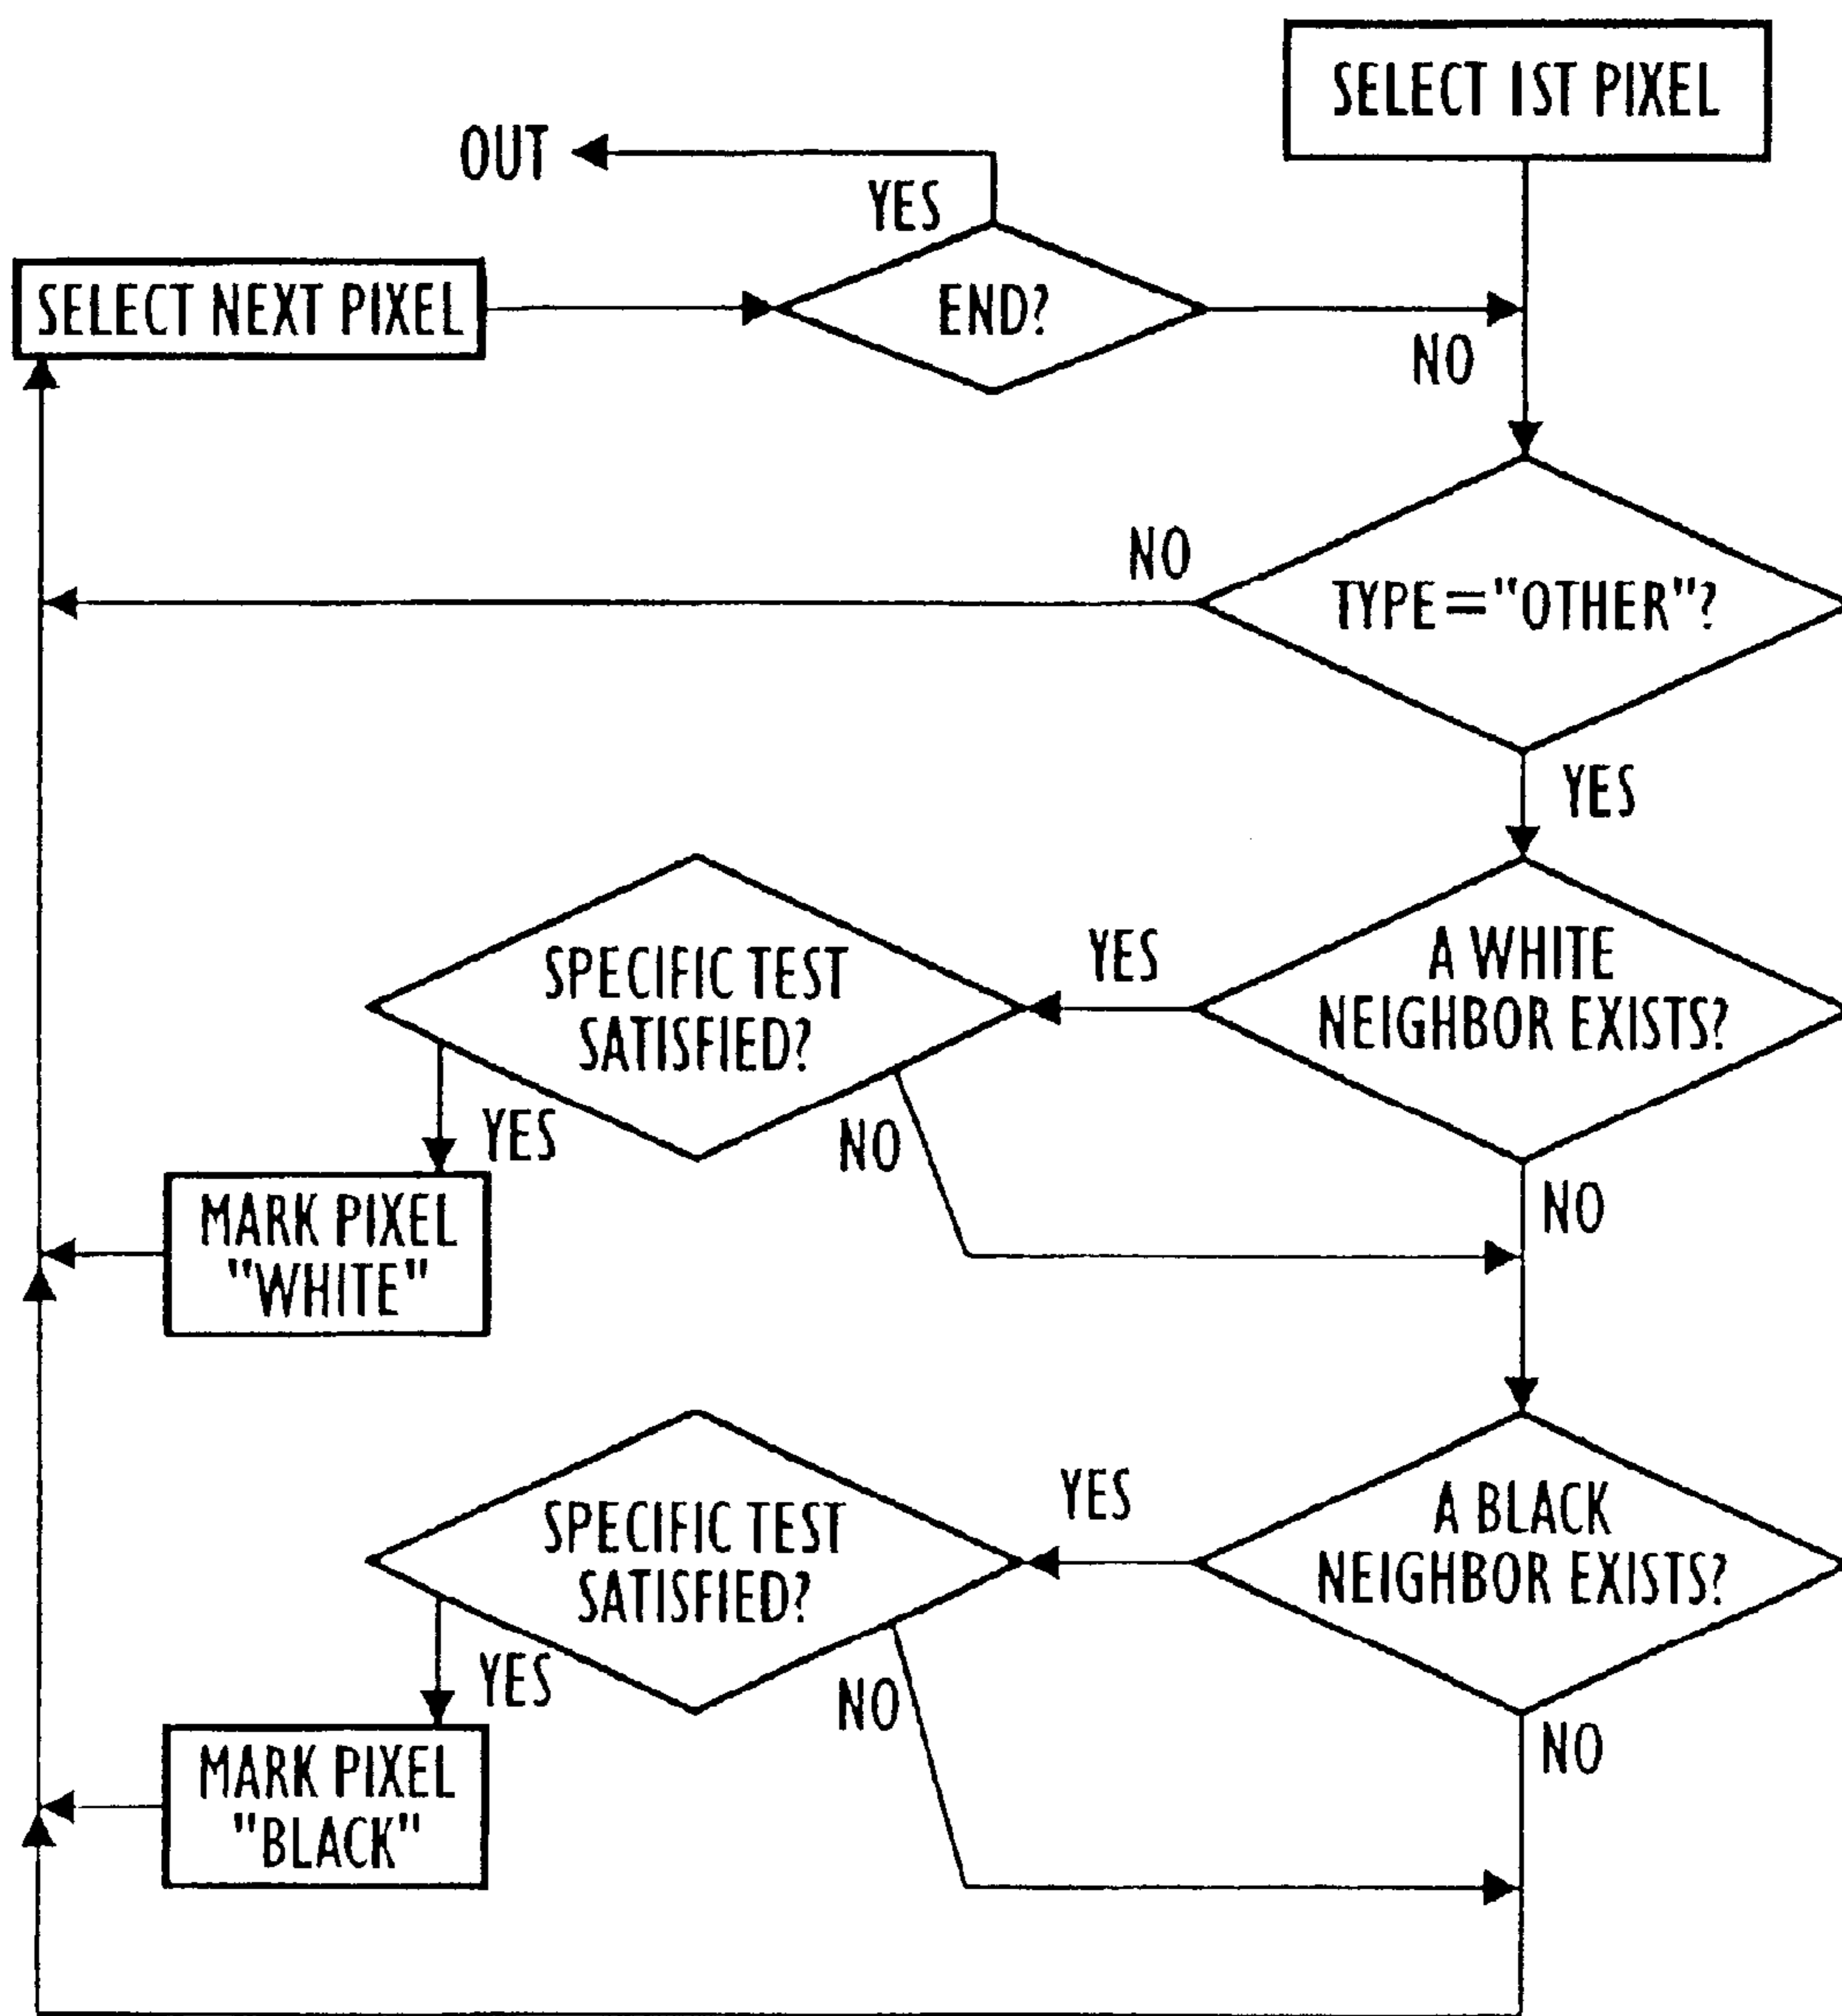 SELECT 1ST PIXEL
OUT
YES
SELECT NEXT PIXEL
END?
NO
NO
TYPE="OTHER"?
YES
SPECIFIC TEST
SATISFIED?
YES
A WHITE
NEIGHBOR EXISTS?
YES
NO
NO
MARK PIXEL
"WHITE"
SPECIFIC TEST
SATISFIED?
YES
A BLACK
NEIGHBOR EXISTS?
YES
NO
NO
MARK PIXEL
"BLACK"